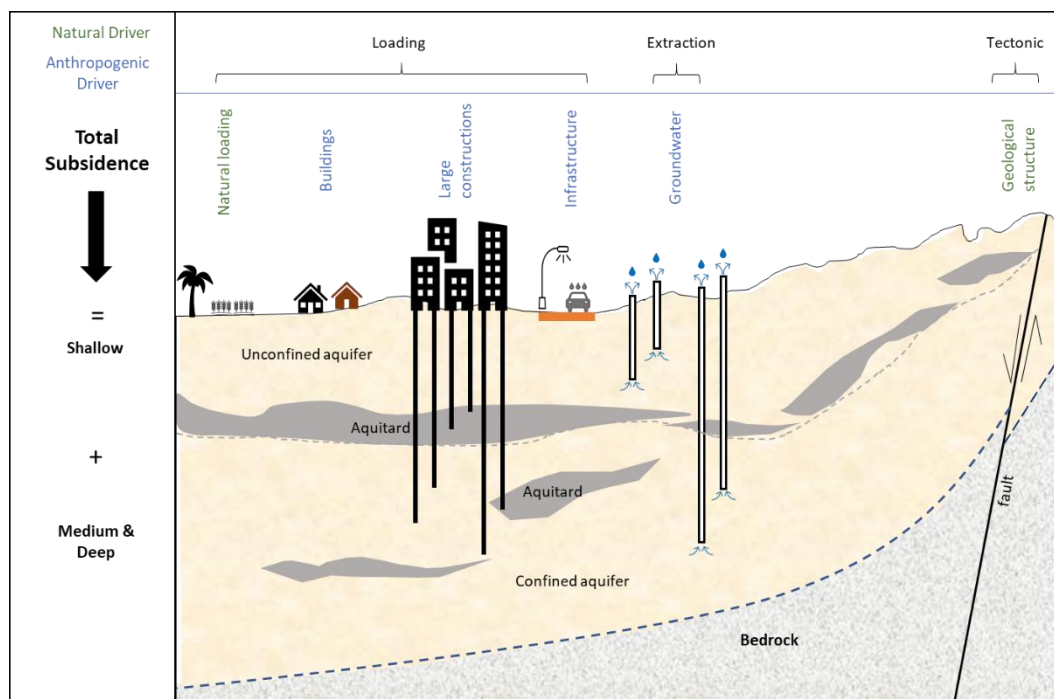 Natural Driver
Anthropogenic
Driver
Total
Subsidence
=
Shallow
+
Medium &
Deep
Loading
Extraction
Tectonic
Natural loading
Buildings
Large
constructions
Infrastructure
Groundwater
Geological
structure
Unconfined aquifer
Aquitard
Aquitard
Confined aquifer
fault
Bedrock